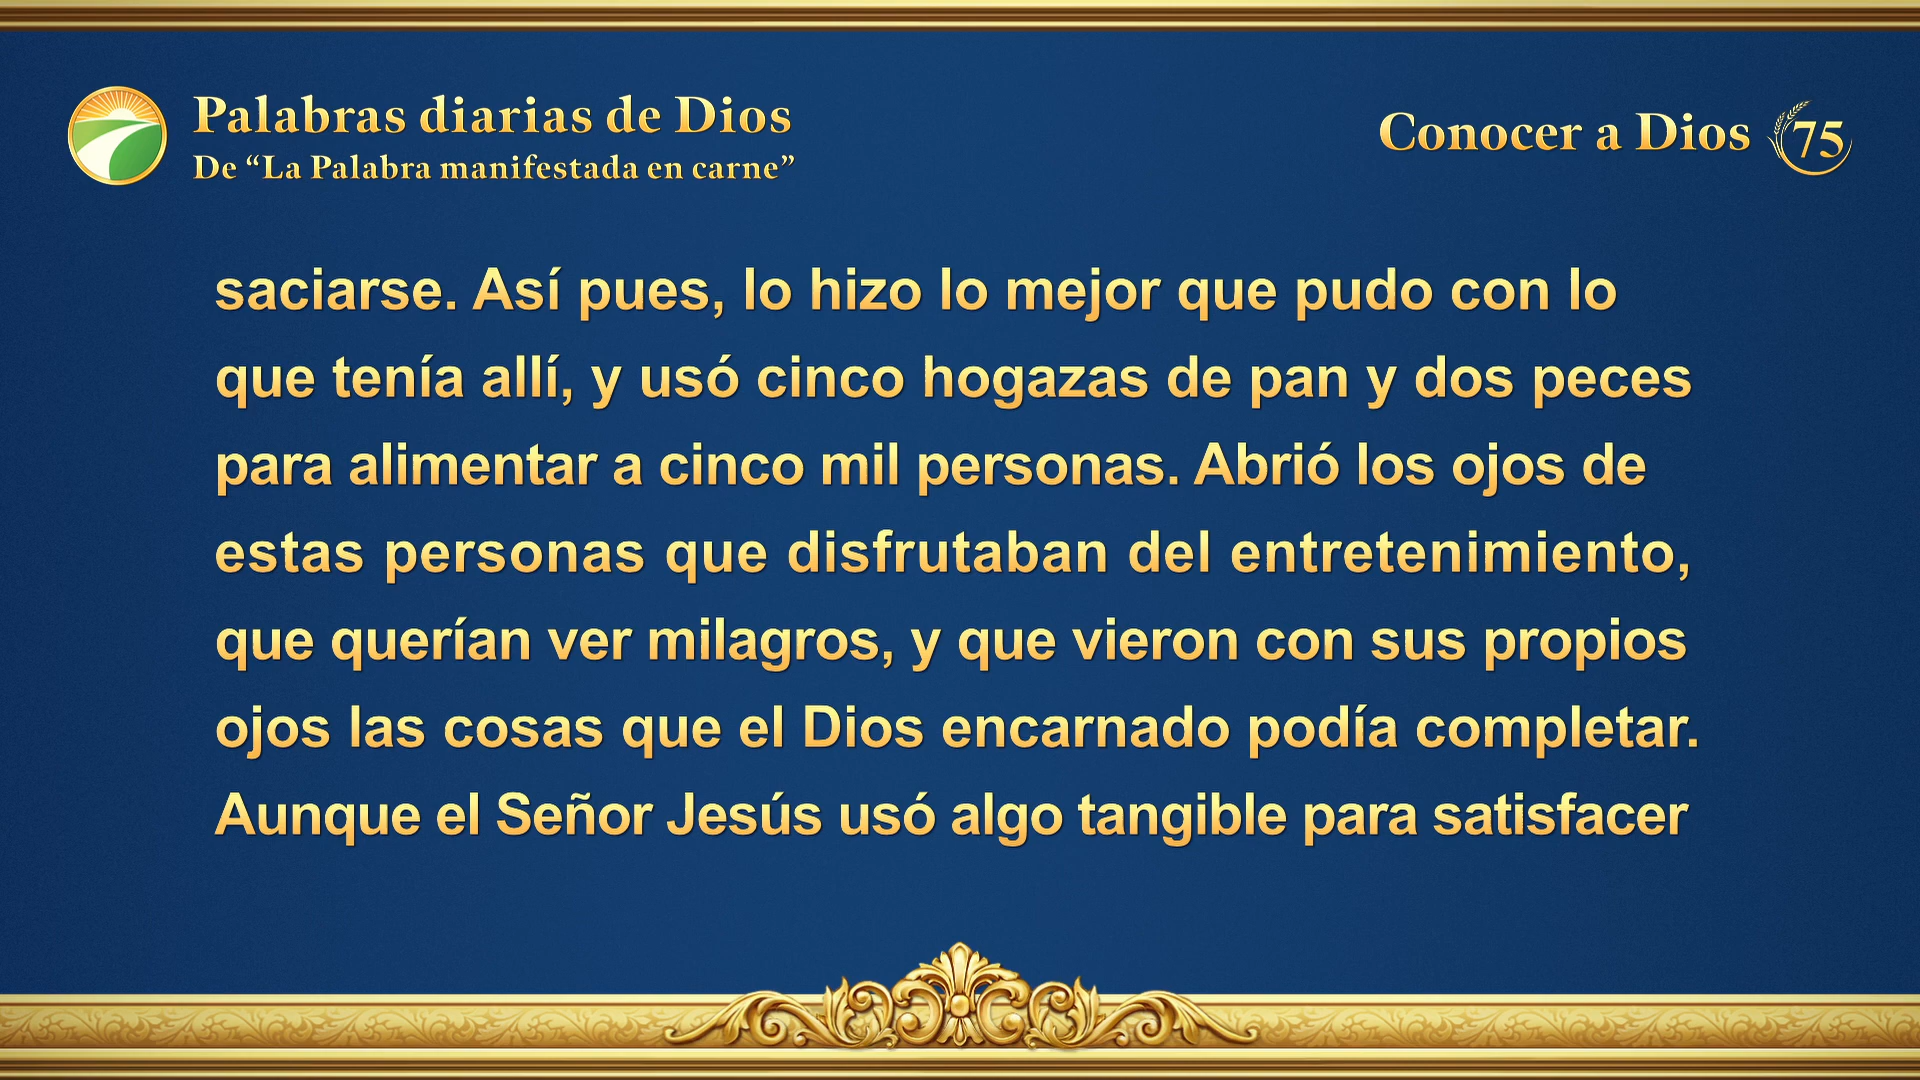 Palabras diarias de Dios
De “La Palabra manifestada en carne”
Conocer a Dios 75
saciarse. Así pues, lo hizo lo mejor que pudo con lo
que tenía allí, y usó cinco hogazas de pan y dos peces
para alimentar a cinco mil personas. Abrió los ojos de
estas personas que disfrutaban del entretenimiento,
que querían ver milagros, y que vieron con sus propios
ojos las cosas que el Dios encarnado podía completar.
Aunque el Señor Jesús usó algo tangible para satisfacer